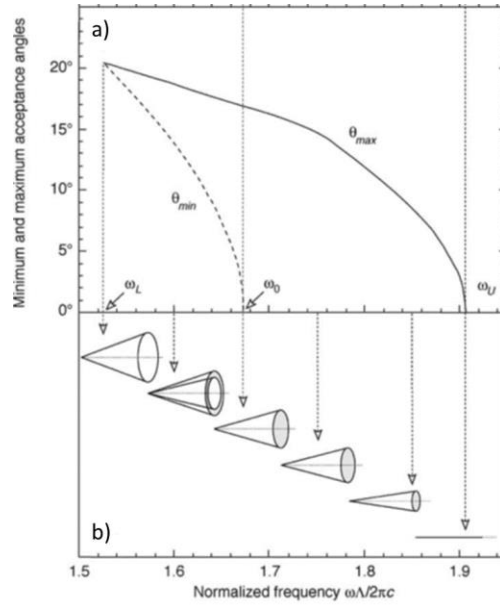 a)
20°
15°
10°
5°
0°
Minimum and maximum acceptance angles
θmax
θmin
ωL
ω0
ωU
b)
1.5 1.6 1.7 1.8 1.9
Normalized frequency ωΛ/2πc